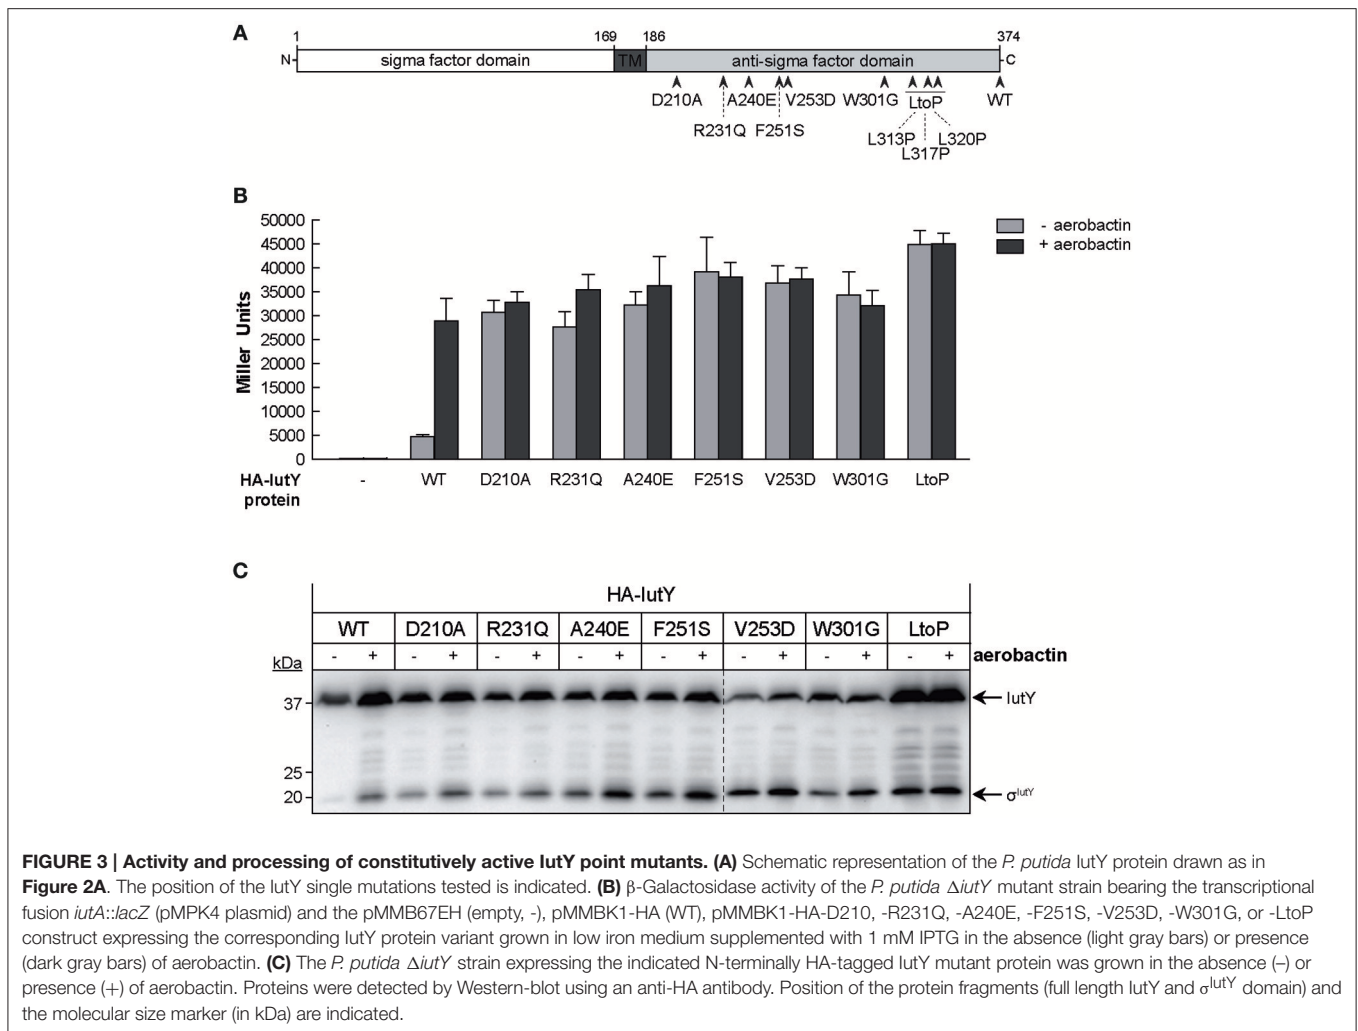 A
1 169 186 374
N- sigma factor domain TM anti-sigma factor domain -C
D210A A240E V253D W301G LtoP WT
R231Q F251S L313P L320P
L317P
B
50000
45000
40000
35000
30000
25000
20000
15000
10000
5000
0
Miller Units
- aerobactin
+ aerobactin
HA-IutY - WT D210A R231Q A240E F251S V253D W301G LtoP
protein
C
HA-IutY
WT D210A R231Q A240E F251S V253D W301G LtoP
- + - + - + - + - + - + - + - + aerobactin
kDa
37 IutY
25
20 σIutY
FIGURE 3 | Activity and processing of constitutively active IutY point mutants. (A) Schematic representation of the P. putida IutY protein drawn as in
Figure 2A. The position of the IutY single mutations tested is indicated. (B) β-Galactosidase activity of the P. putida ΔiutY mutant strain bearing the transcriptional
fusion iutA::lacZ (pMPK4 plasmid) and the pMMB67EH (empty, -), pMMBK1-HA (WT), pMMBK1-HA-D210, -R231Q, -A240E, -F251S, -V253D, -W301G, or -LtoP
construct expressing the corresponding IutY protein variant grown in low iron medium supplemented with 1 mM IPTG in the absence (light gray bars) or presence
(dark gray bars) of aerobactin. (C) The P. putida ΔiutY strain expressing the indicated N-terminally HA-tagged IutY mutant protein was grown in the absence (–) or
presence (+) of aerobactin. Proteins were detected by Western-blot using an anti-HA antibody. Position of the protein fragments (full length IutY and σIutY domain) and
the molecular size marker (in kDa) are indicated.